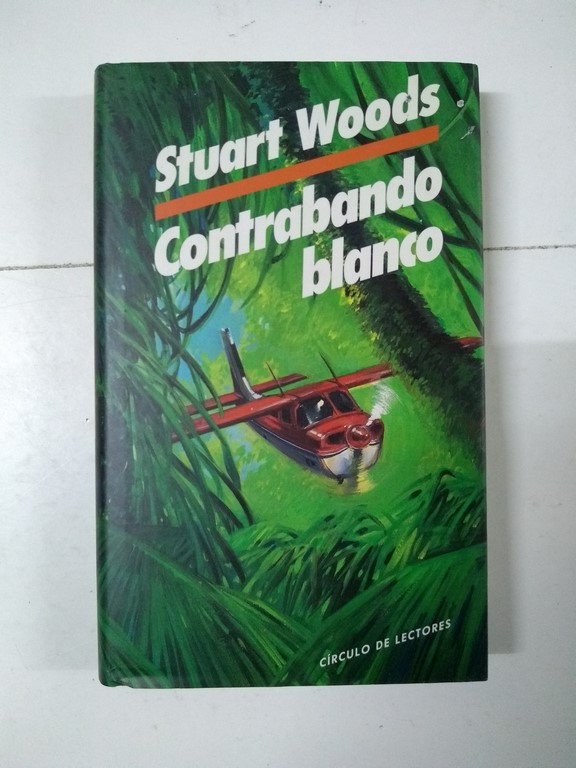 Stuart Woods
Contrabando
blanco
CÍRCULO DE LECTORES